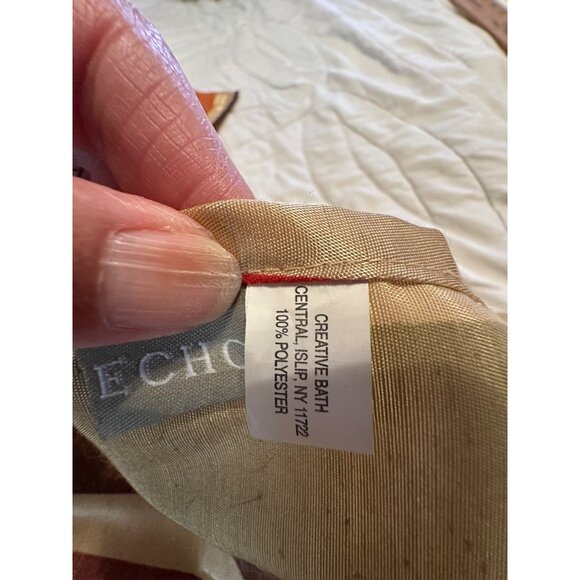 ECHO
CREATIVE BATH
CENTRAL, ISLIP, NY 11722
100% POLYESTER